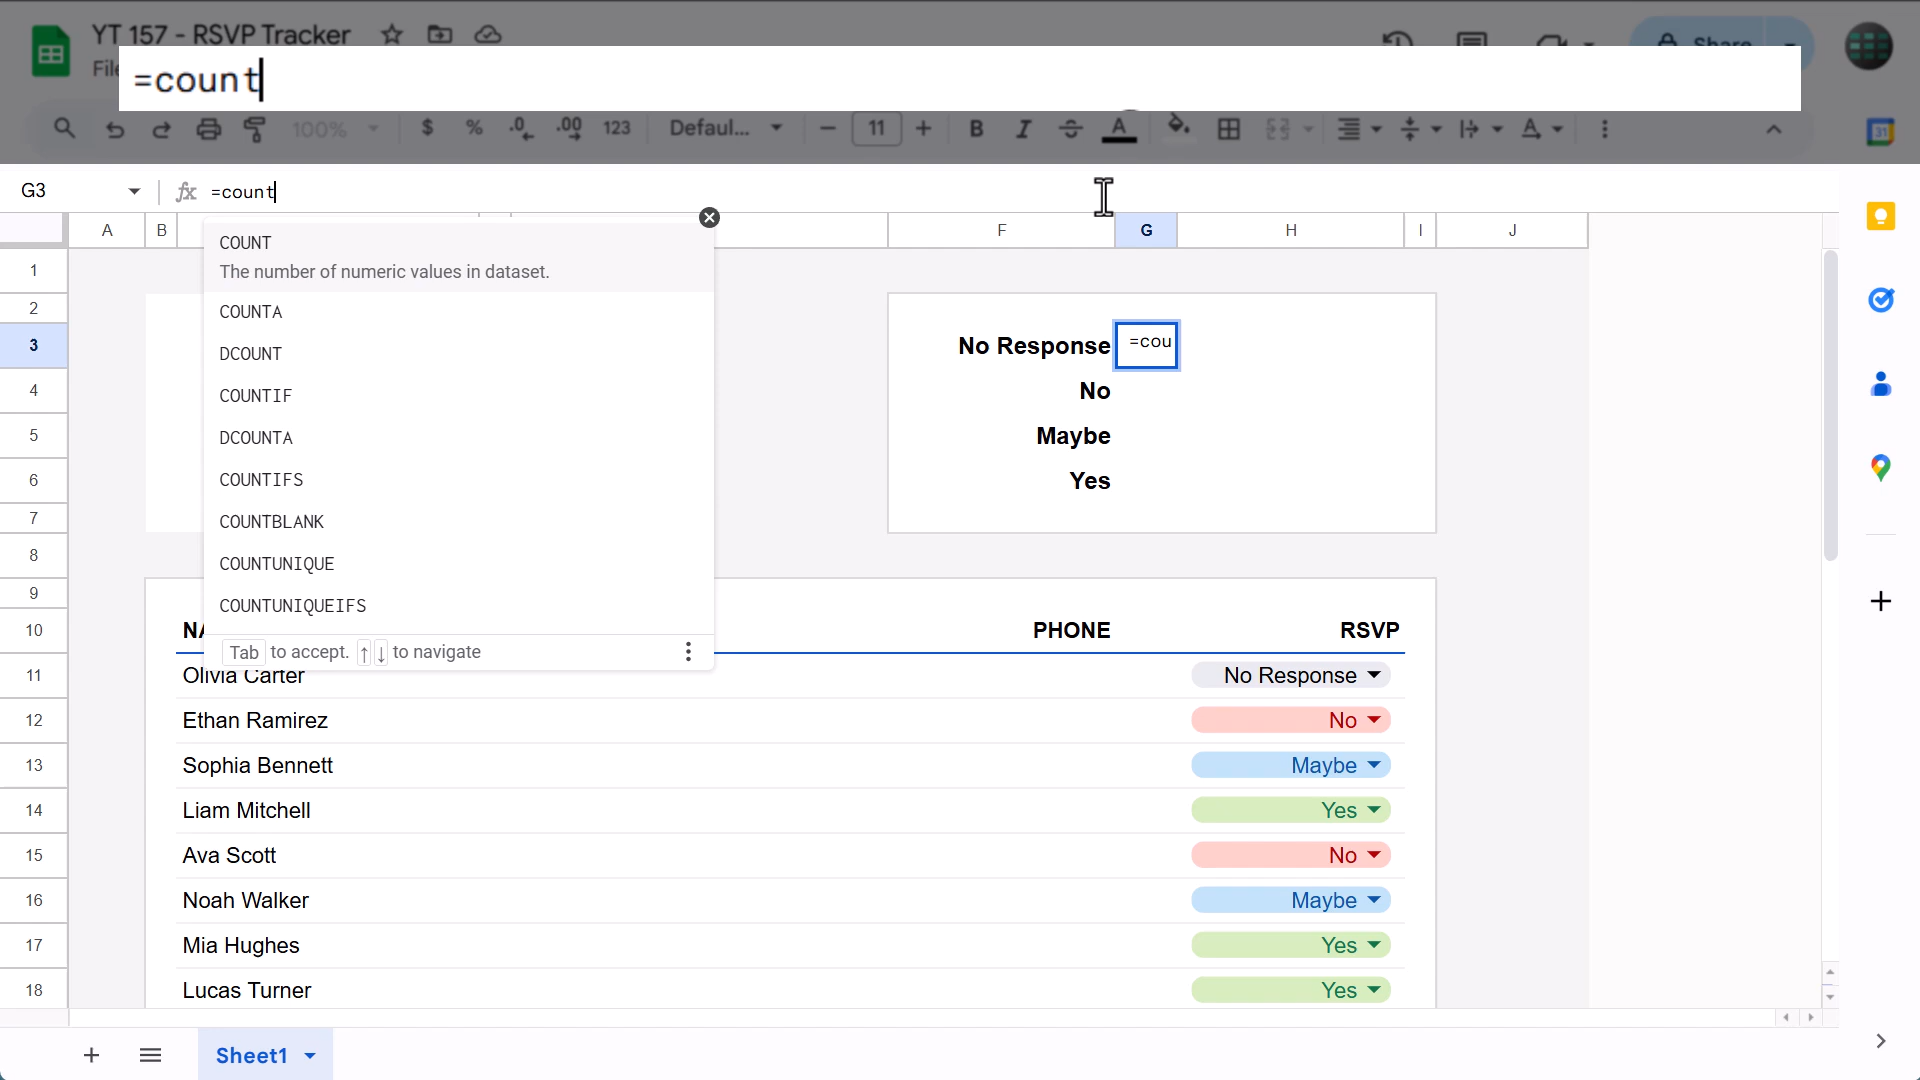 YT 157 - RSVP Tracker
Share
=count
100%
$ % .0 .00 123
Defaul...
11
B I A
31
G3
fx =count
A B F G H I J
COUNT
The number of numeric values in dataset.
COUNTA
DCOUNT
COUNTIF
DCOUNTA
COUNTIFS
COUNTBLANK
COUNTUNIQUE
COUNTUNIQUEIFS
Tab to accept. ↑ ↓ to navigate
1
2
3 No Response =cou
4 No
5 Maybe
6 Yes
7
8
9
10 PHONE RSVP
11 Olivia Carter No Response
12 Ethan Ramirez No
13 Sophia Bennett Maybe
14 Liam Mitchell Yes
15 Ava Scott No
16 Noah Walker Maybe
17 Mia Hughes Yes
18 Lucas Turner Yes
Sheet1